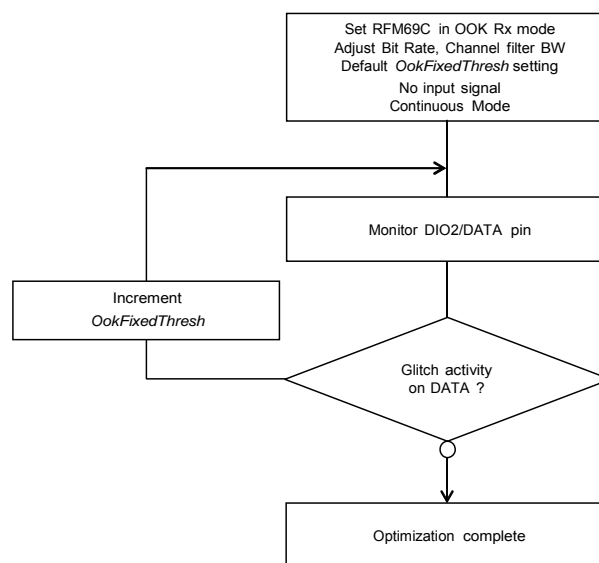 Set RFM69C in OOK Rx mode
Adjust Bit Rate, Channel filter BW
Default OokFixedThresh setting
No input signal
Continuous Mode
Monitor DIO2/DATA pin
Increment
OokFixedThresh
Glitch activity
on DATA ?
Optimization complete